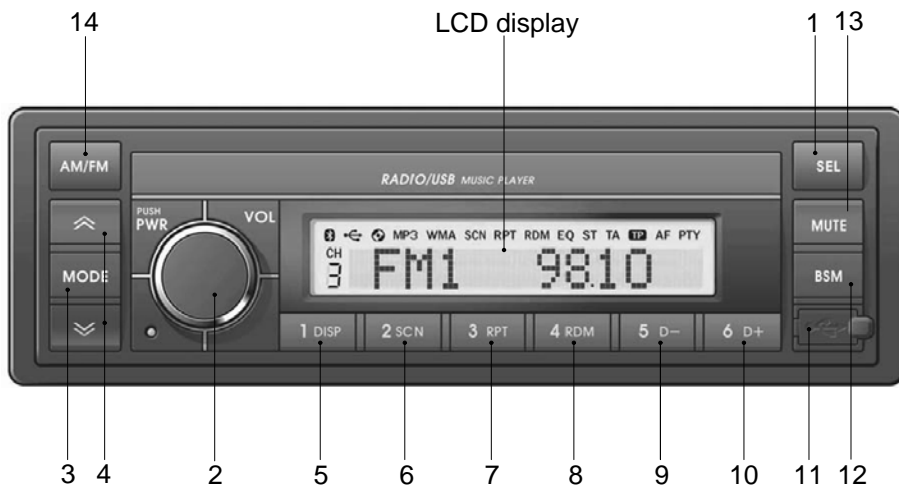 14 LCD display 1 13
AM/FM SEL
RADIO/USB MUSIC PLAYER
PUSH
PWR VOL MUTE
MP3 WMA SCN RPT RDM EQ ST TA TP AF PTY
CH
3 FM1 98.10
MODE BSM
1 DISP 2 SCN 3 RPT 4 RDM 5 D− 6 D+
3 4 2 5 6 7 8 9 10 11 12